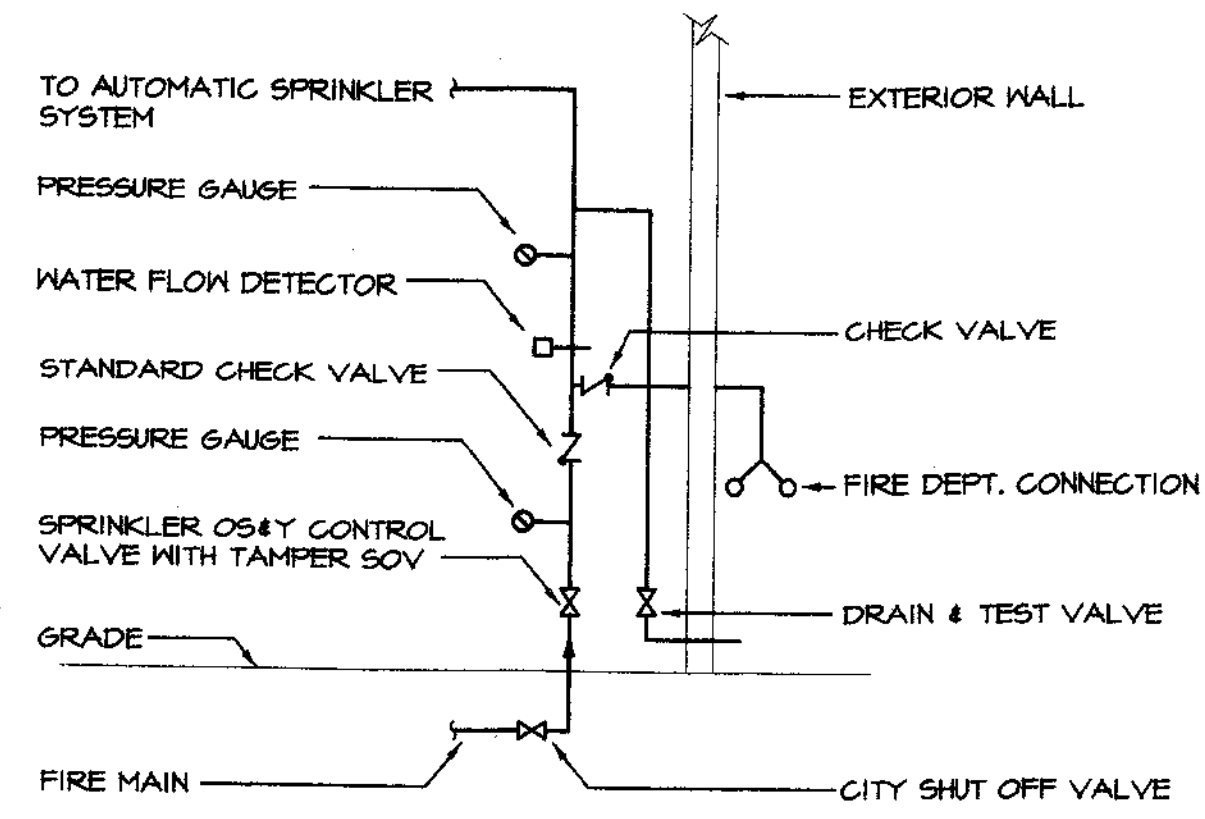 TO AUTOMATIC SPRINKLER
SYSTEM
EXTERIOR WALL
PRESSURE GAUGE
WATER FLOW DETECTOR
CHECK VALVE
STANDARD CHECK VALVE
PRESSURE GAUGE
FIRE DEPT. CONNECTION
SPRINKLER OS&Y CONTROL
VALVE WITH TAMPER SOV
DRAIN & TEST VALVE
GRADE
FIRE MAIN
CITY SHUT OFF VALVE